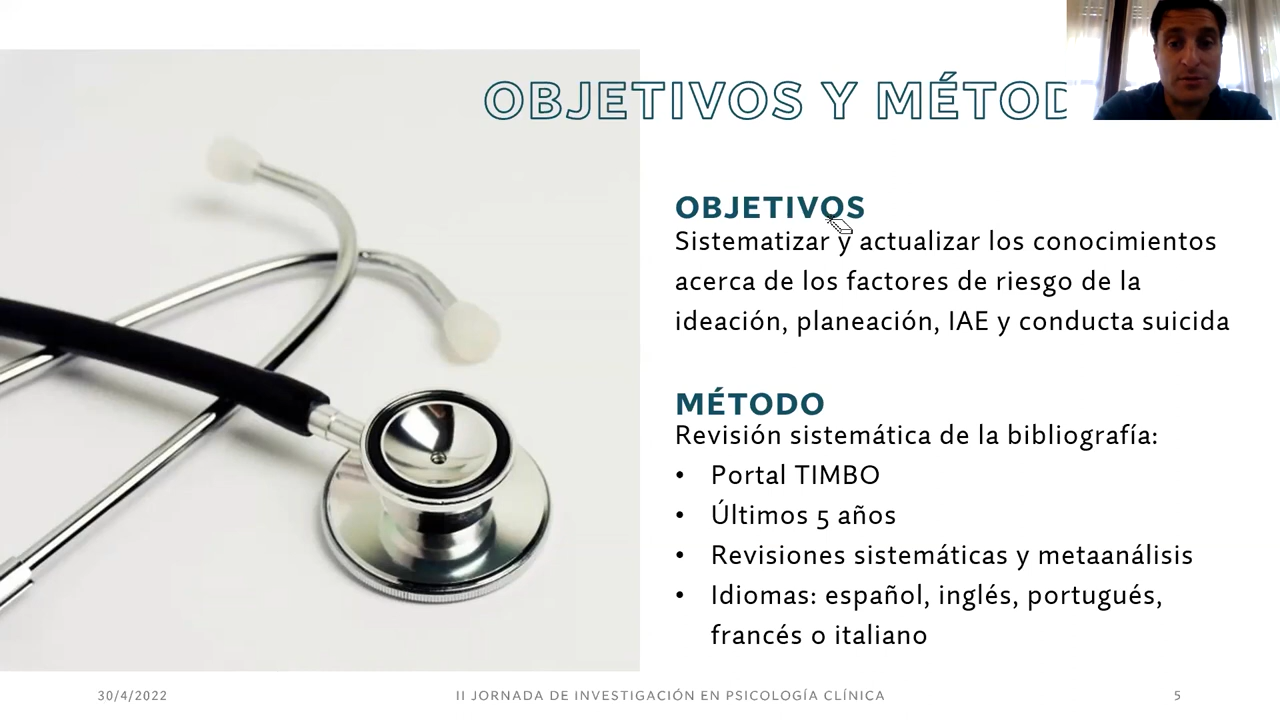 OBJETIVOS Y MÉTOD
OBJETIVOS
Sistematizar y actualizar los conocimientos
acerca de los factores de riesgo de la
ideación, planeación, IAE y conducta suicida
MÉTODO
Revisión sistemática de la bibliografía:
• Portal TIMBO
• Últimos 5 años
• Revisiones sistemáticas y metaanálisis
• Idiomas: español, inglés, portugués,
francés o italiano
30/4/2022
II JORNADA DE INVESTIGACIÓN EN PSICOLOGÍA CLÍNICA
5